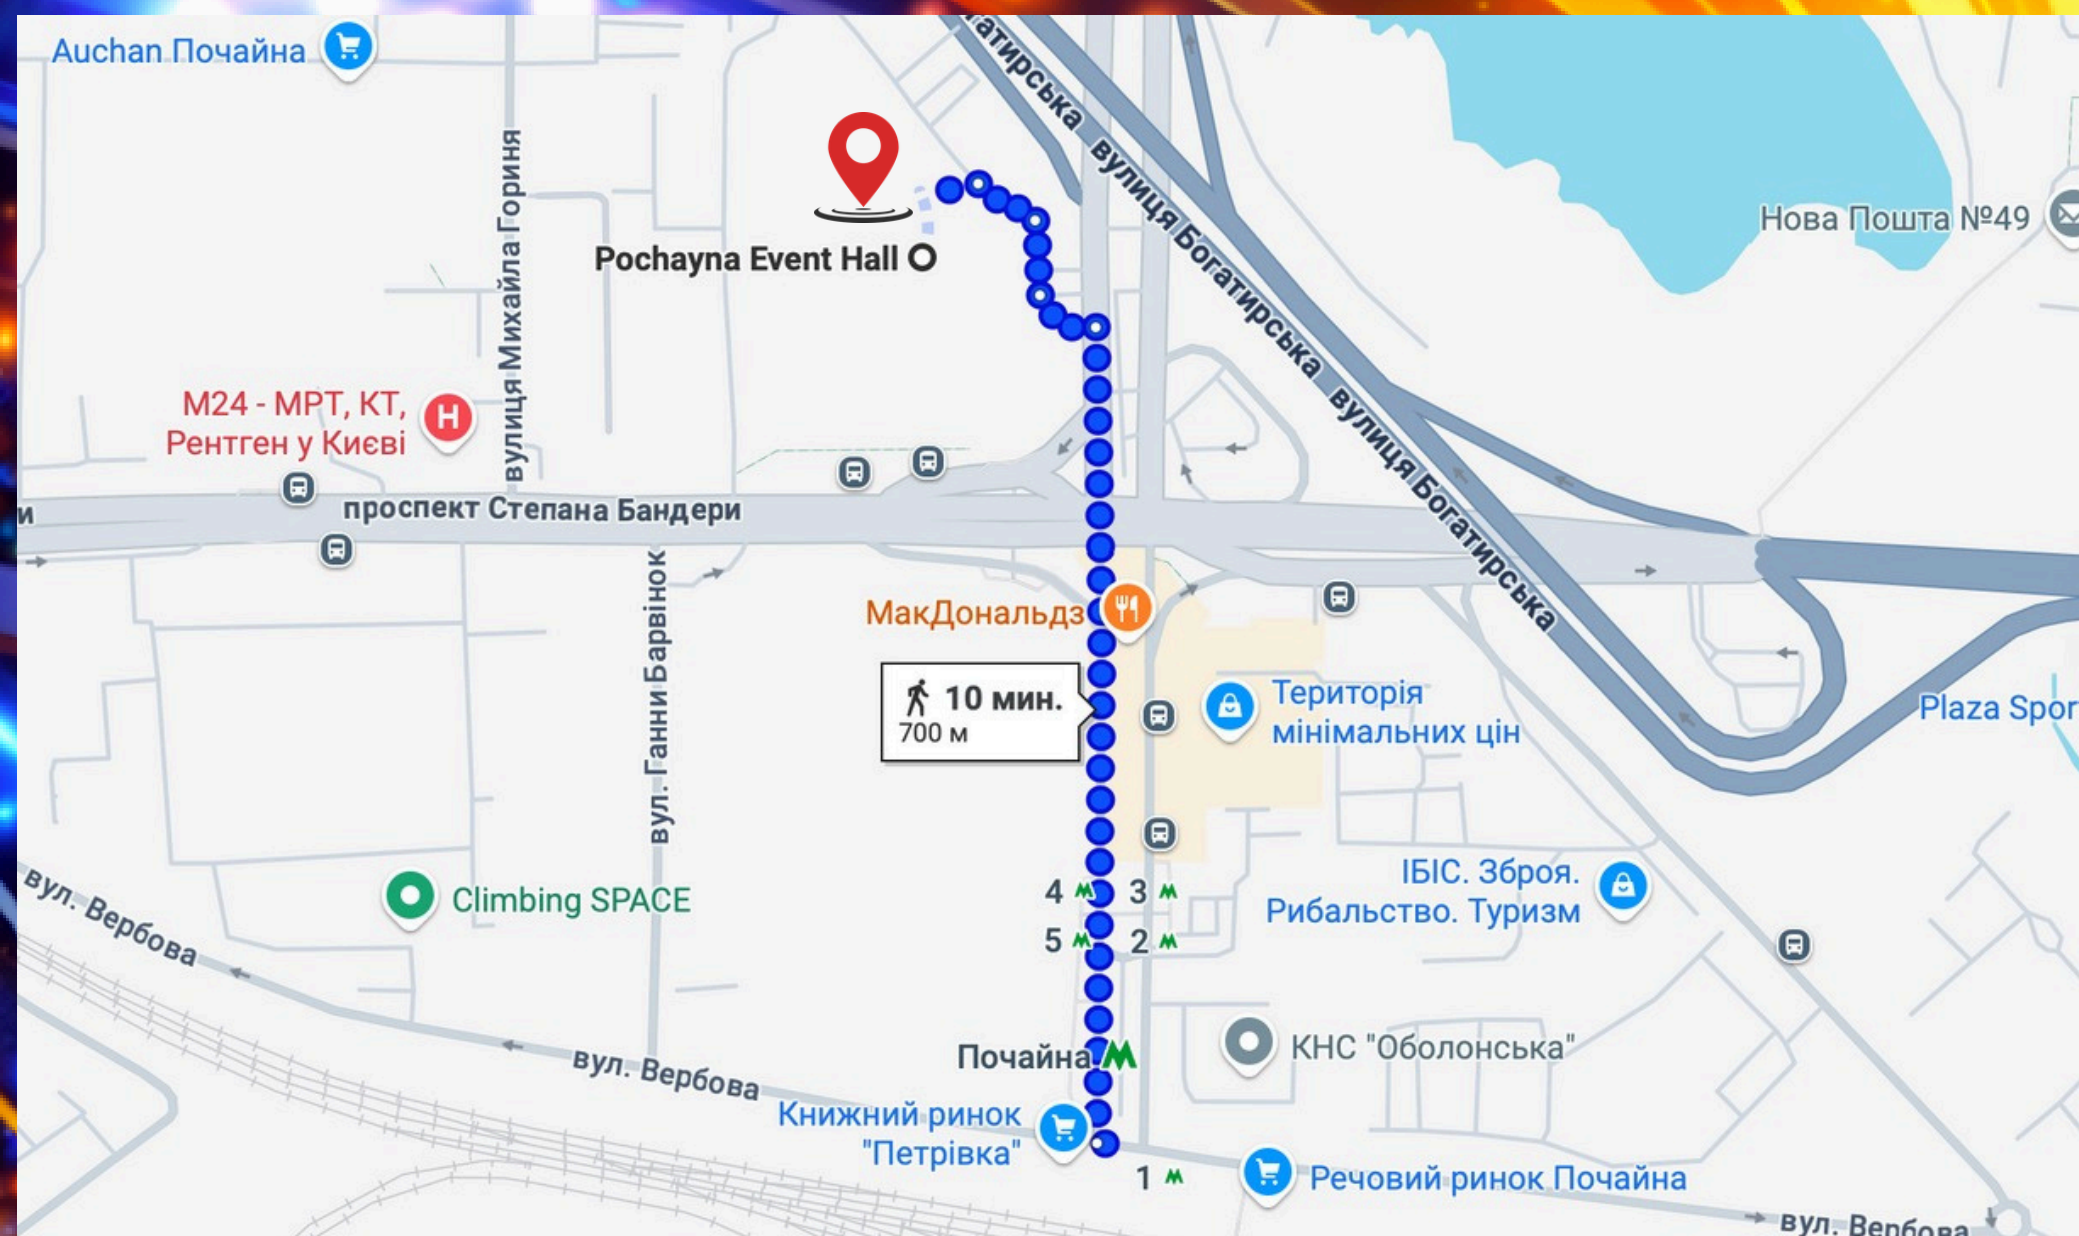 Auchan Почайна
атирська
вулиця Богатирська
вулиця Богатирська
Нова Пошта №49
вулиця Михайла Гориня
Pochayna Event Hall
М24 - МРТ, КТ,
Рентген у Києві
H
и
проспект Степана Бандери
МакДональдз
вул. Ганни Барвінок
10 мин.
700 м
Територія
мінімальних цін
Plaza Spor
ІБІС. Зброя.
Рибальство. Туризм
4
3
5
2
Climbing SPACE
вул. Вербова
Почайна
КНС "Оболонська"
вул. Вербова
Книжний ринок
"Петрівка"
1
Речовий ринок Почайна
вул. Вербова